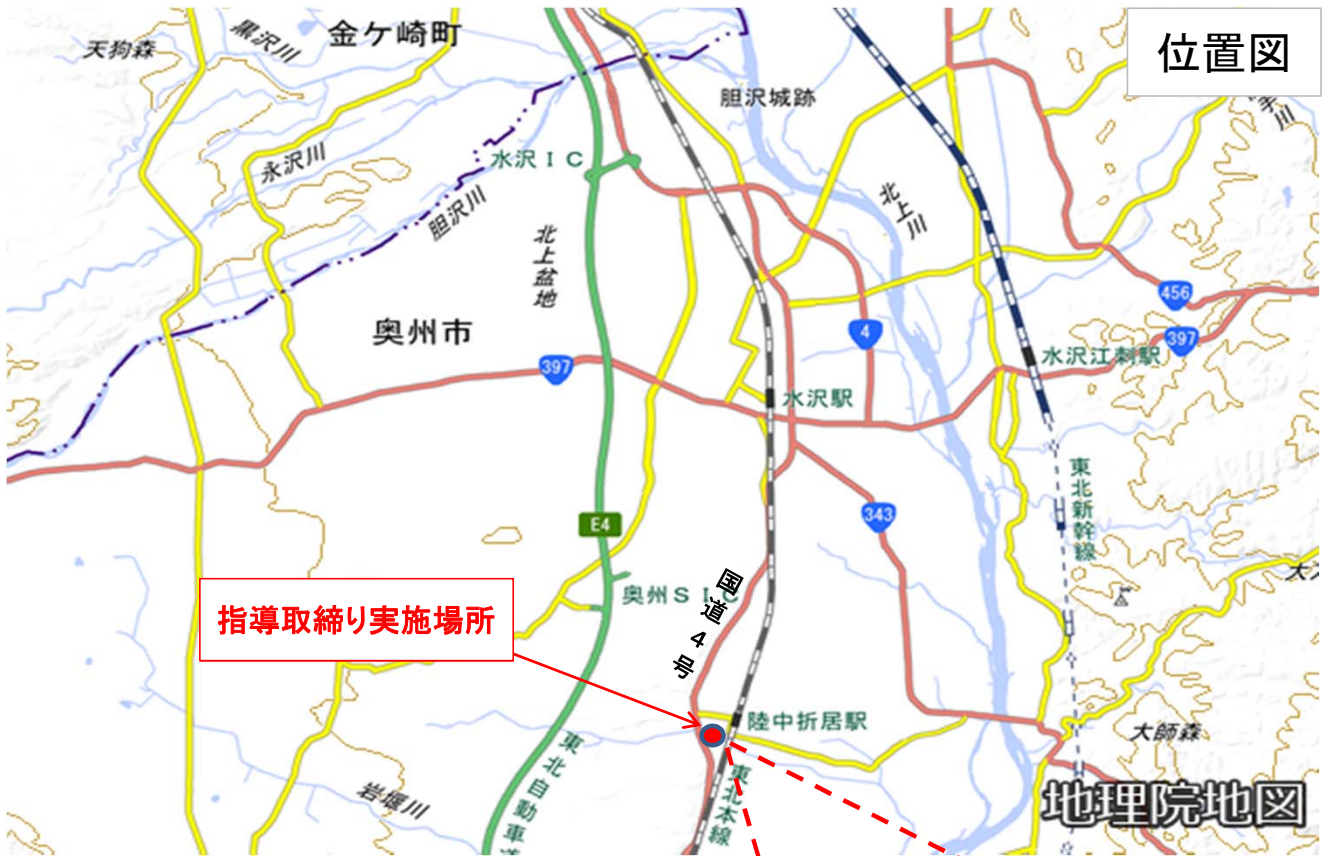 位置図
金ケ崎町
黒沢川
天狗森
胆沢城跡
手川
水沢IC
永沢川
胆沢川
北上川
北上盆地
456
奥州市
4
397
水沢江刺駅
397
水沢駅
東北新幹線
343
E4
国道4号
奥州SIC
指導取締り実施場所
陸中折居駅
大師森
東北自動車道
東北本線
岩堰川
地理院地図